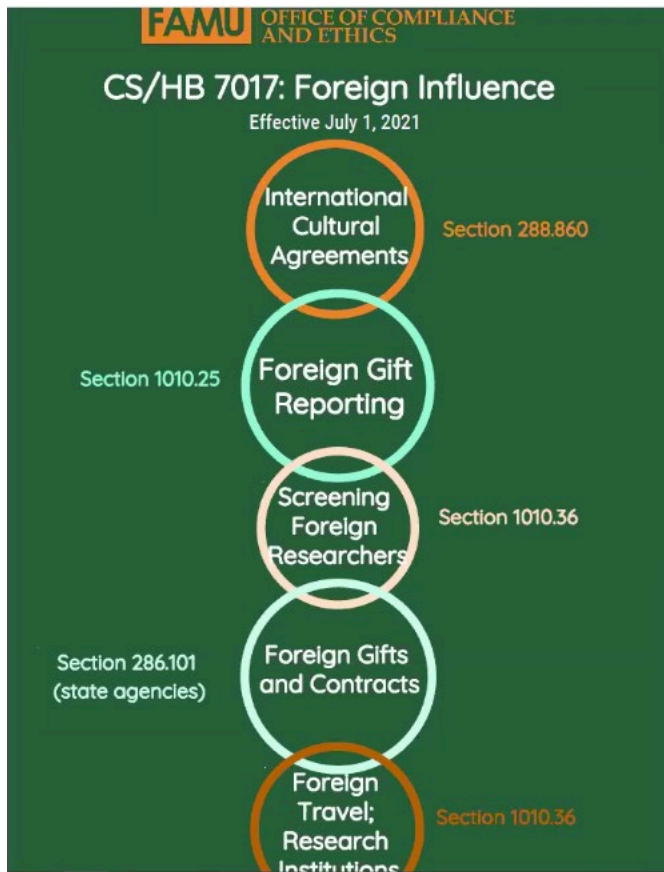 FAMU OFFICE OF COMPLIANCE
AND ETHICS
CS/HB 7017: Foreign Influence
Effective July 1, 2021
International
Cultural
Agreements
Section 288.860
Section 1010.25
Foreign Gift
Reporting
Screening
Foreign
Researchers
Section 1010.36
Section 286.101
(state agencies)
Foreign Gifts
and Contracts
Foreign
Travel;
Research
Institutions
Section 1010.36